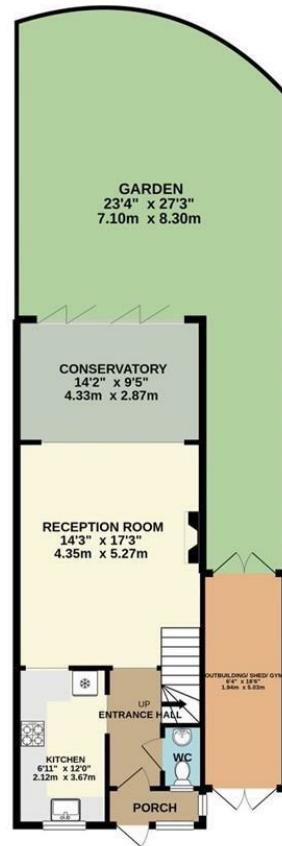 GARDEN
23'4" x 27'3"
7.10m x 8.30m
CONSERVATORY
14'2" x 9'5"
4.33m x 2.87m
RECEPTION ROOM
14'3" x 17'3"
4.35m x 5.27m
OUTBUILDING/ SHED/ GYM
6'4" x 16'6"
1.94m x 5.03m
UP
ENTRANCE HALL
KITCHEN
6'11" x 12'0"
2.12m x 3.67m
WC
PORCH